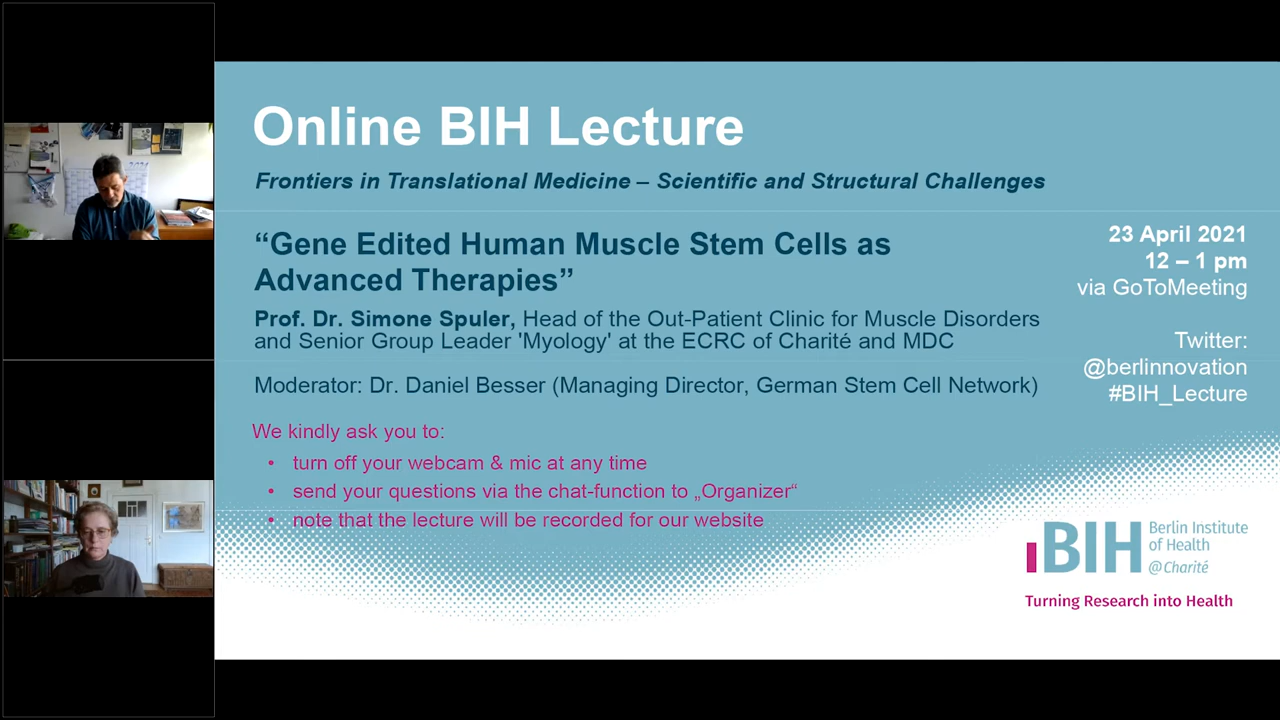 Online BIH Lecture
Frontiers in Translational Medicine – Scientific and Structural Challenges
“Gene Edited Human Muscle Stem Cells as
Advanced Therapies”
Prof. Dr. Simone Spuler, Head of the Out-Patient Clinic for Muscle Disorders
and Senior Group Leader 'Myology' at the ECRC of Charité and MDC
Moderator: Dr. Daniel Besser (Managing Director, German Stem Cell Network)
We kindly ask you to:
• turn off your webcam & mic at any time
• send your questions via the chat-function to „Organizer“
• note that the lecture will be recorded for our website
23 April 2021
12 – 1 pm
via GoToMeeting
Twitter:
@berlinnovation
#BIH_Lecture
BIH
Berlin Institute
of Health
@Charité
Turning Research into Health